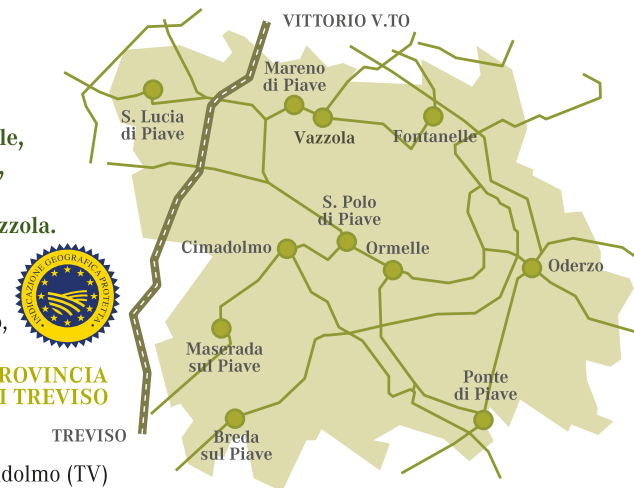 VITTORIO V.TO
Mareno
di Piave
S. Lucia
di Piave
Vazzola
Fontanelle
le,
,
zzola.
S. Polo
di Piave
Cimadolmo
Ormelle
Oderzo
INDICAZIONE GEOGRAFICA PROTETTA
,
Maserada
sul Piave
ROVINCIA
I TREVISO
Ponte
di Piave
TREVISO
Breda
sul Piave
adolmo (TV)